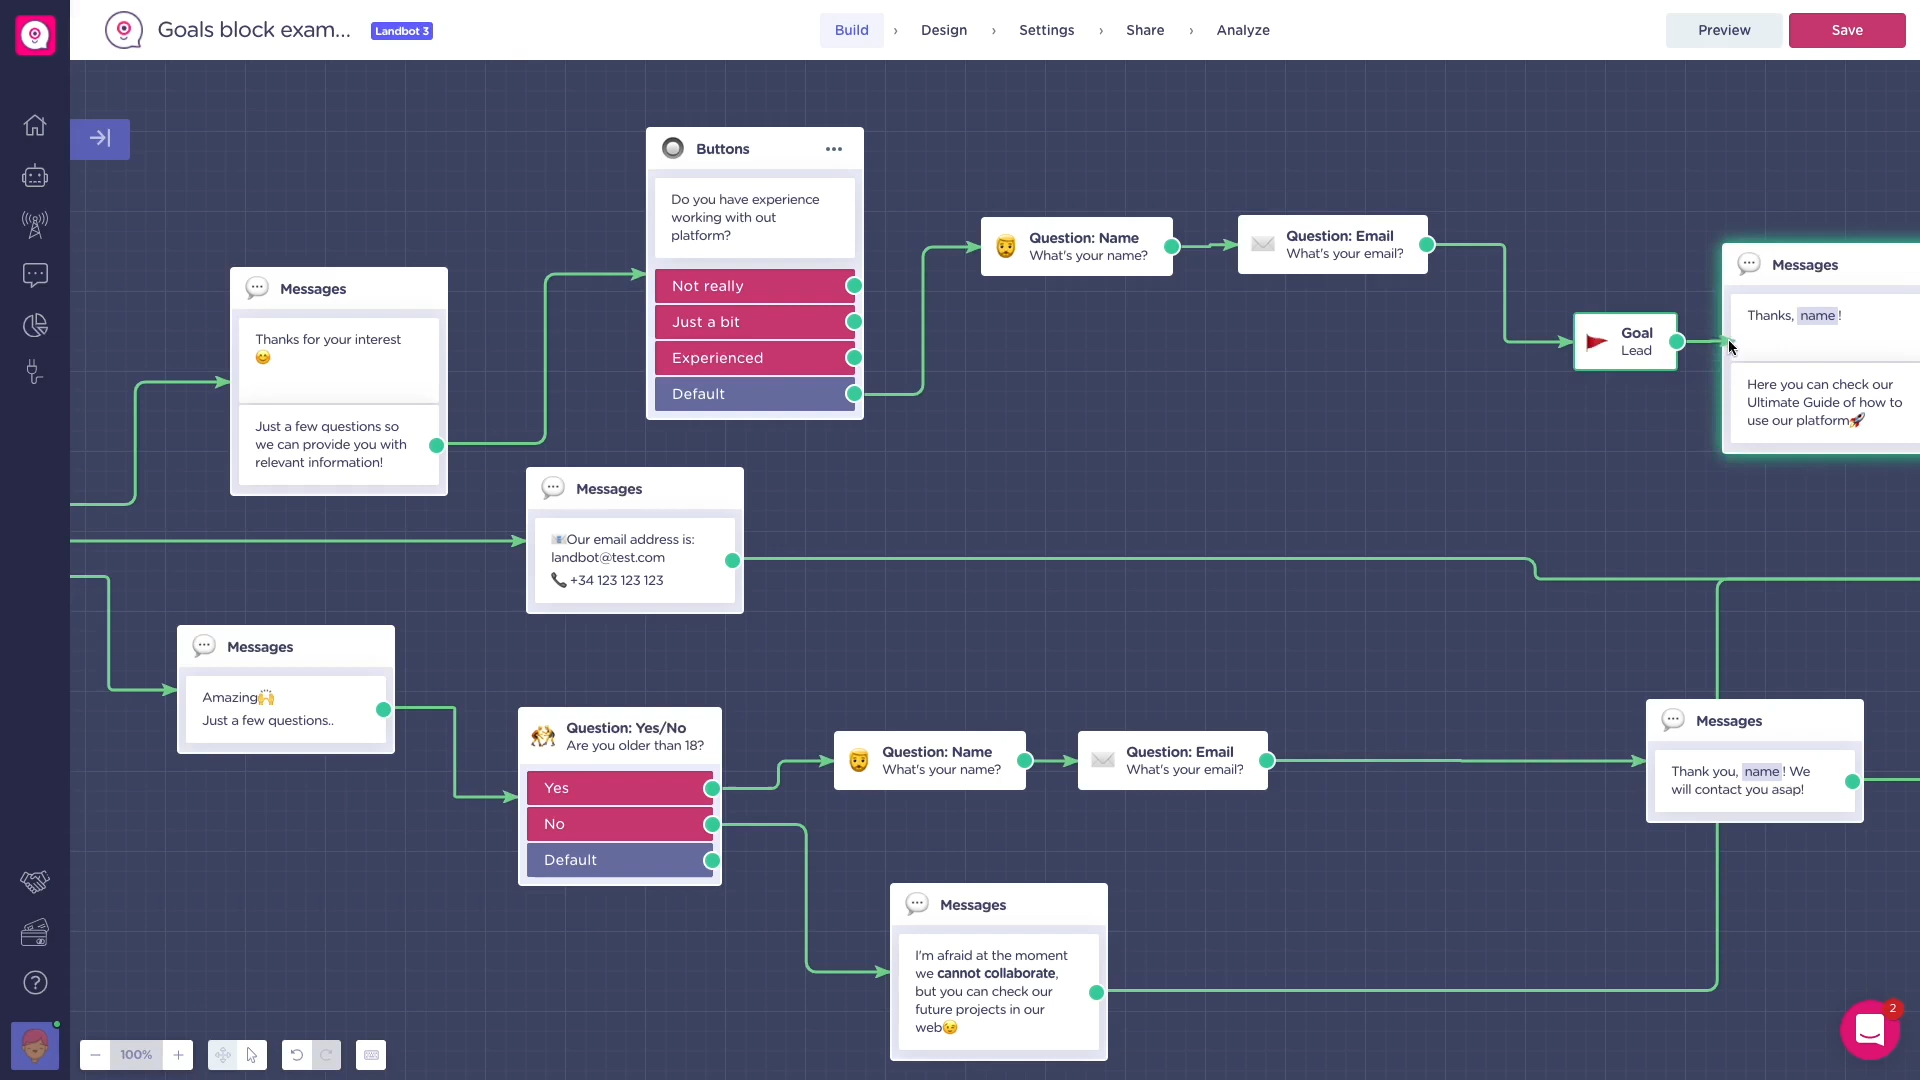 Goals block exam...
Landbot 3
Build
Design
Settings
Share
Analyze
Preview
Save
Buttons
Do you have experience
working with out
platform?
Not really
Just a bit
Experienced
Default
Question: Name
What's your name?
Question: Email
What's your email?
Goal
Lead
Messages
Thanks, name !
Here you can check our
Ultimate Guide of how to
use our platform🚀
Messages
Thanks for your interest
😊
Just a few questions so
we can provide you with
relevant information!
Messages
📧Our email address is:
landbot@test.com
📞 +34 123 123 123
Messages
Amazing🙌
Just a few questions..
Question: Yes/No
Are you older than 18?
Yes
No
Default
Question: Name
What's your name?
Question: Email
What's your email?
Messages
Thank you, name ! We
will contact you asap!
Messages
I'm afraid at the moment
we cannot collaborate,
but you can check our
future projects in our
web😉
100%
2